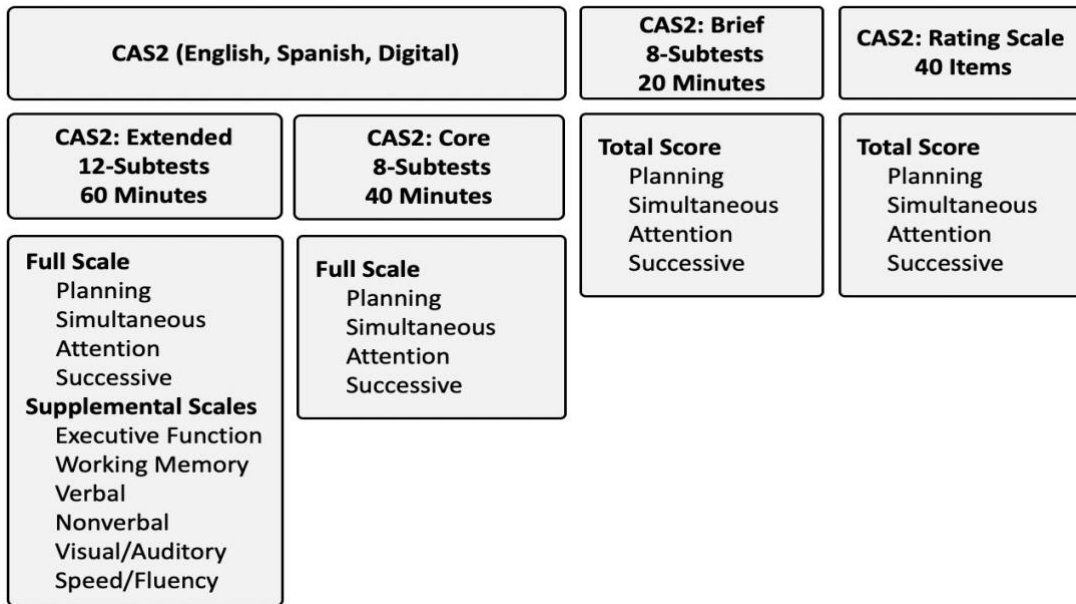 CAS2 (English, Spanish, Digital)
CAS2: Brief
8-Subtests
20 Minutes
CAS2: Rating Scale
40 Items
CAS2: Extended
12-Subtests
60 Minutes
CAS2: Core
8-Subtests
40 Minutes
Total Score
Planning
Simultaneous
Attention
Successive
Total Score
Planning
Simultaneous
Attention
Successive
Full Scale
Planning
Simultaneous
Attention
Successive
Supplemental Scales
Executive Function
Working Memory
Verbal
Nonverbal
Visual/Auditory
Speed/Fluency
Full Scale
Planning
Simultaneous
Attention
Successive